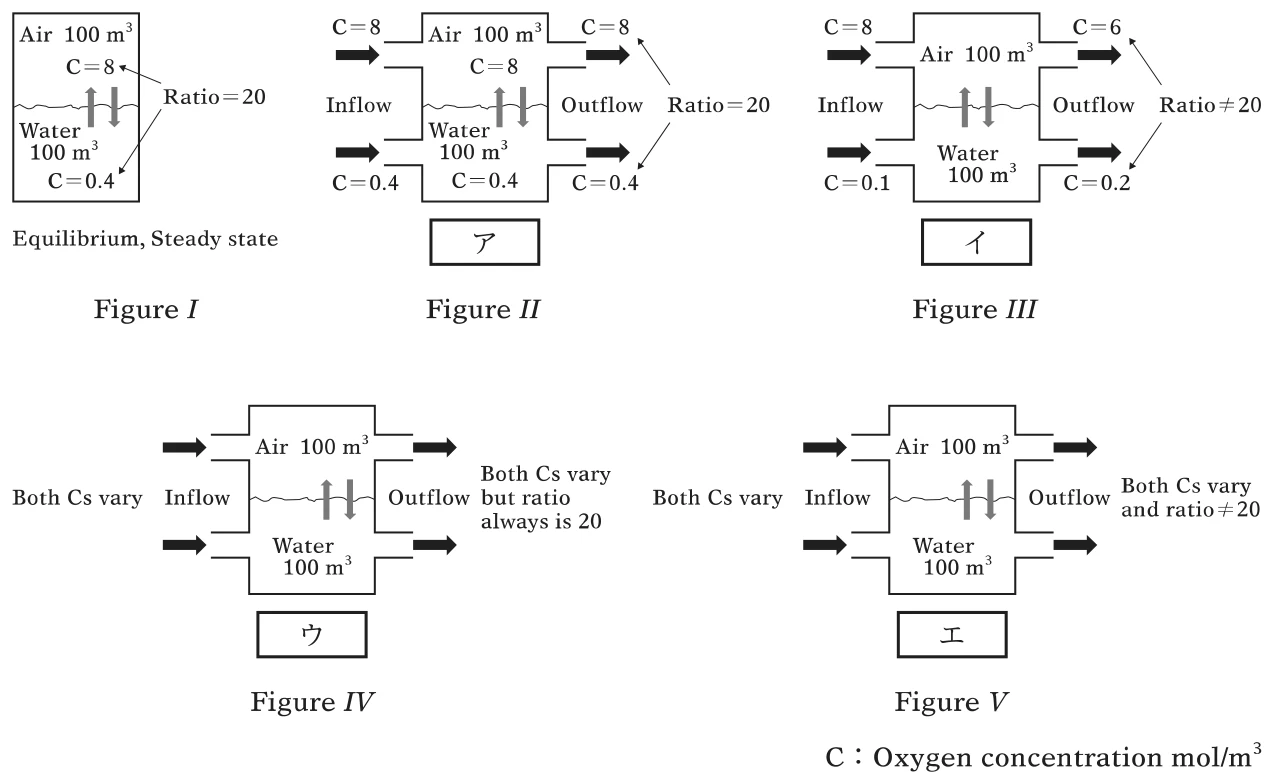 Air 100 m³
C=8
Ratio=20
Water
100 m³
C=0.4
Equilibrium, Steady state
Figure I
C=8
Air 100 m³
C=8
C=8
Inflow
Outflow
Ratio=20
Water
100 m³
C=0.4
C=0.4
C=0.4
ア
Figure II
C=8
Air 100 m³
C=6
Inflow
Outflow
Ratio≠20
Water
100 m³
C=0.1
C=0.2
イ
Figure III
Air 100 m³
Both Cs vary
Inflow
Outflow
Both Cs vary
but ratio
always is 20
Water
100 m³
ウ
Figure IV
Air 100 m³
Both Cs vary
Inflow
Outflow
Both Cs vary
and ratio≠20
Water
100 m³
エ
Figure V
C：Oxygen concentration mol/m³